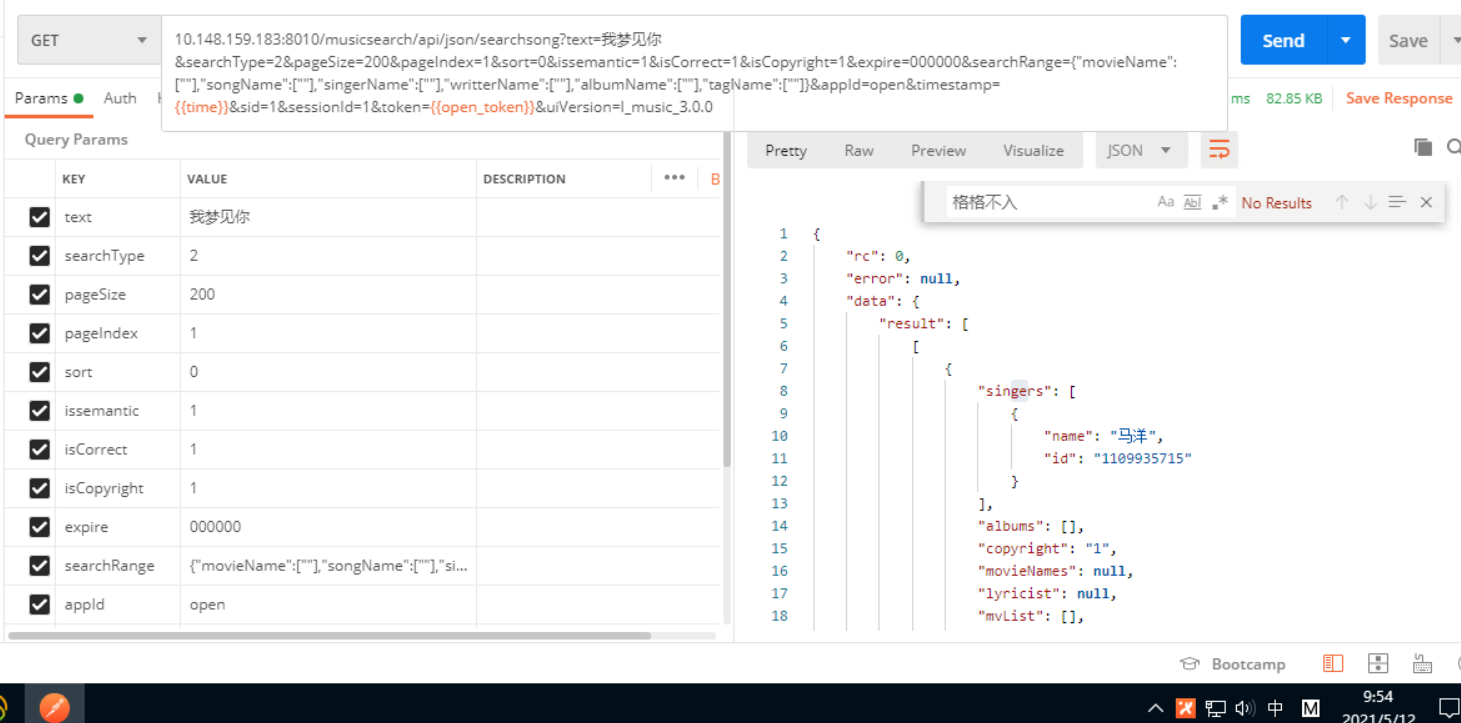 GET
10.148.159.183:8010/musicsearch/api/json/searchsong?text=我梦见你
&searchType=2&pageSize=200&pageIndex=1&sort=0&issemantic=1&isCorrect=1&isCopyright=1&expire=000000&searchRange={"movieName":
[""],"songName":[""],"singerName":[""],"writterName":[""],"albumName":[""],"tagName":[""]}&appId=open&timestamp=
{{time}}&sid=1&sessionId=1&token={{open_token}}&uiVersion=l_music_3.0.0
Send
Save
Params
Auth
ms 82.85 KB
Save Response
Query Params
KEY VALUE DESCRIPTION ••• B
text 我梦见你
searchType 2
pageSize 200
pageIndex 1
sort 0
issemantic 1
isCorrect 1
isCopyright 1
expire 000000
searchRange {"movieName":[""],"songName":[""],"si...
appId open
Pretty Raw Preview Visualize JSON
格格不入 Aa Abl .* No Results
1 {
2 "rc": 0,
3 "error": null,
4 "data": {
5 "result": [
6 [
7 {
8 "singers": [
9 {
10 "name": "马洋",
11 "id": "1109935715"
12 }
13 ],
14 "albums": [],
15 "copyright": "1",
16 "movieNames": null,
17 "lyricist": null,
18 "mvList": [],
Bootcamp
中 M
9:54
2021/5/12